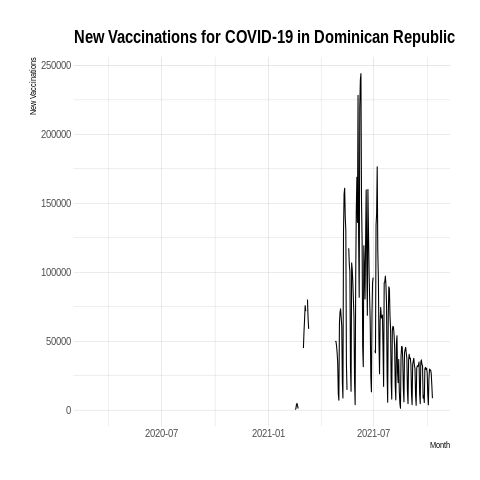 New Vaccinations for COVID-19 in Dominican Republic
New Vaccinations
250000
200000
150000
100000
50000
0
2020-07 2021-01 2021-07
Month